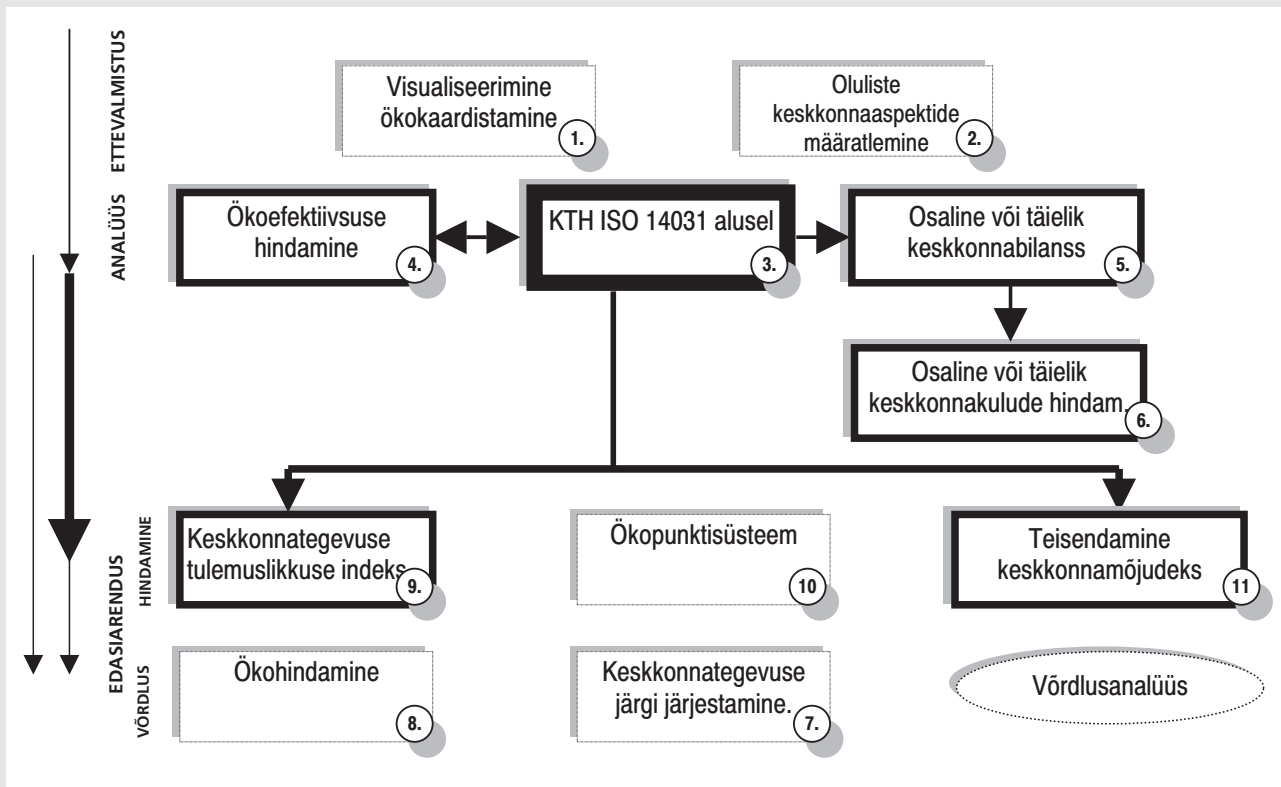 ETTEVALMISTUS
Visualiseerimine
ökokaardistamine
1.
Oluliste
keskkonnaaspektide
määratlemine
2.
ANALÜÜS
Ökoefektiivsuse
hindamine
4.
KTH ISO 14031 alusel
3.
Osaline või täielik
keskkonnabilanss
5.
Osaline või täielik
keskkonnakulude hindam.
6.
EDASIARENDUS
HINDAMINE
Keskkonnategevuse
tulemuslikkuse indeks
9.
Ökopunktisüsteem
10
Teisendamine
keskkonnamõjudeks
11
VÕRDLUS
Ökohindamine
8.
Keskkonnategevuse
järgi järjestamine.
7.
Võrdlusanalüüs